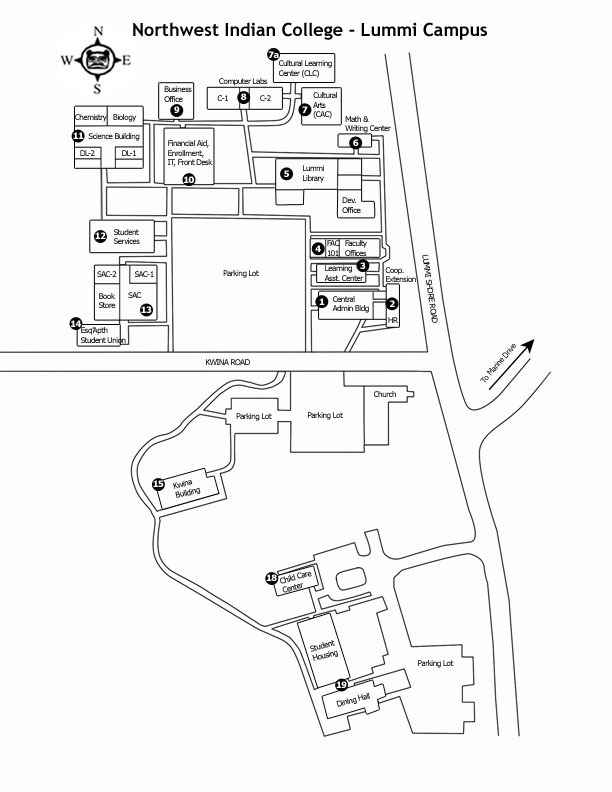 Northwest Indian College - Lummi Campus
N
W
E
S
7a
Cultural Learning
Center (CLC)
Computer Labs
C-1
8
C-2
Business
Office
9
Cultural
Arts
(CAC)
7
Chemistry
Biology
11
Science Building
DL-2
DL-1
Financial Aid,
Enrollment,
IT, Front Desk
10
Math &
Writing Center
6
5
Lummi
Library
Dev.
Office
12
Student
Services
4
FAC
101
Faculty
Offices
3
Learning
Asst. Center
Coop.
Extension
1
Central
Admin Bldg
2
HR
SAC-2
SAC-1
Book
Store
SAC
13
14
Esq'Apth
Student Union
Parking Lot
LUMMI SHORE ROAD
KWINA ROAD
To Marine Drive
Church
Parking Lot
Parking Lot
15
Kwina
Building
18
Child Care
Center
Student
Housing
Parking Lot
19
Dining Hall